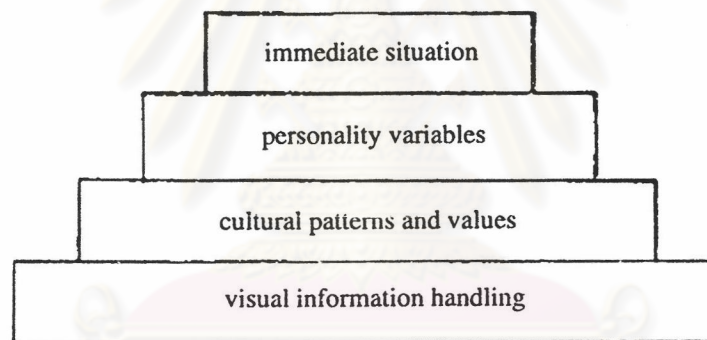 immediate situation
personality variables
cultural patterns and values
visual information handling